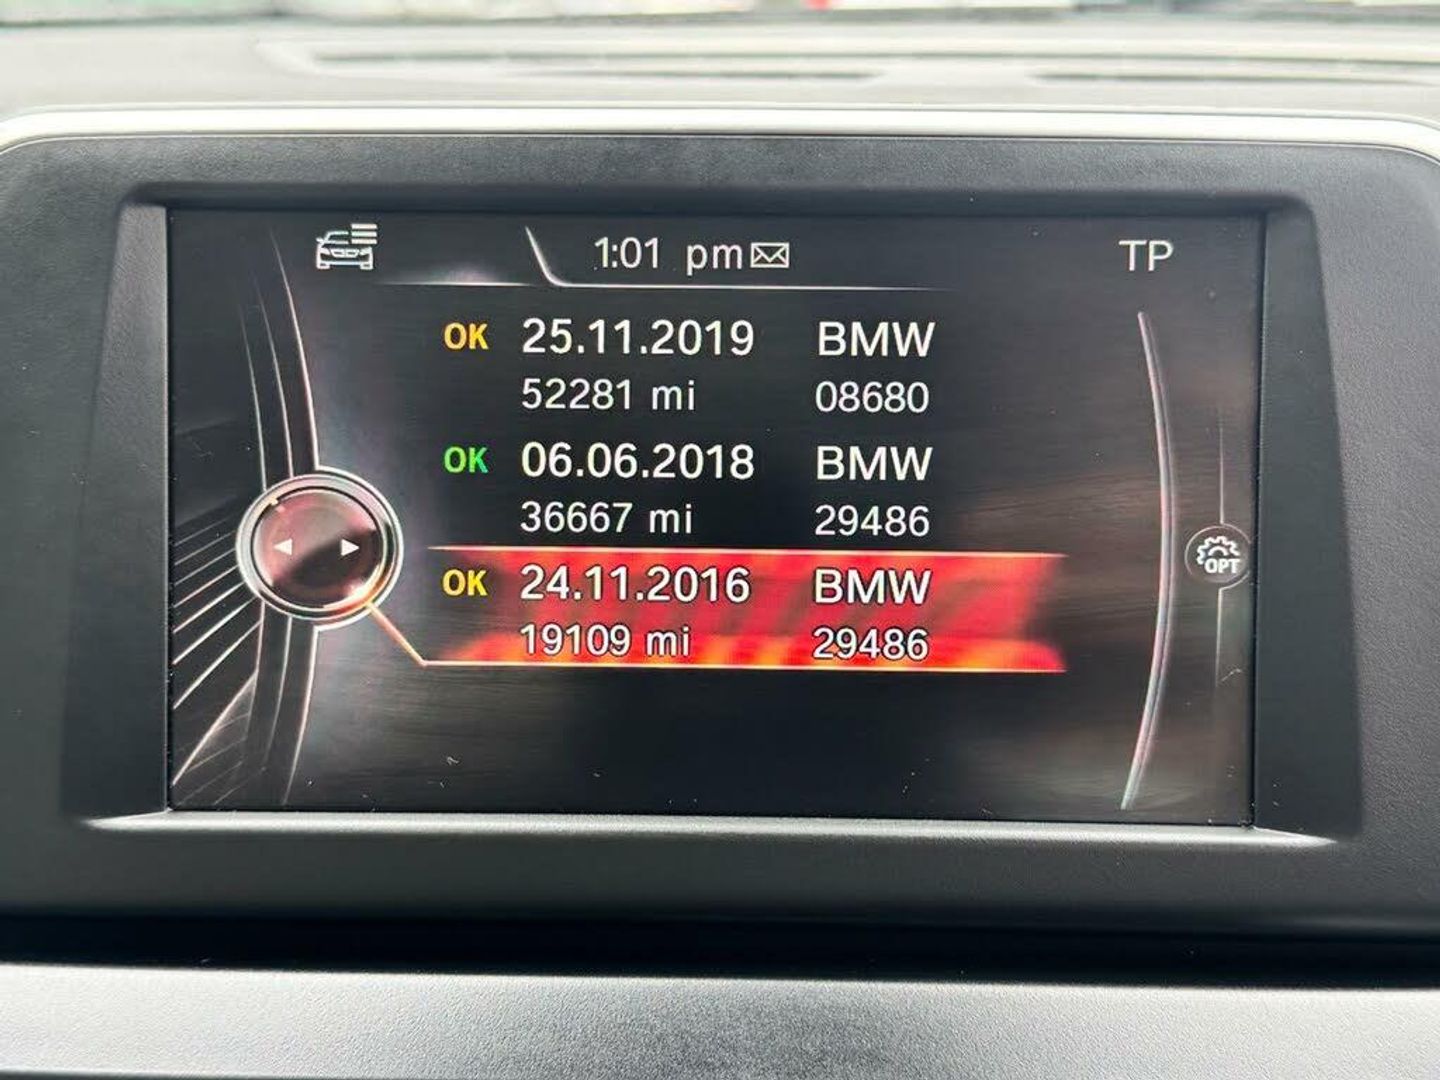 1:01 pm TP
OK 25.11.2019 BMW
52281 mi 08680
OK 06.06.2018 BMW
36667 mi 29486
OK 24.11.2016 BMW
19109 mi 29486
OPT